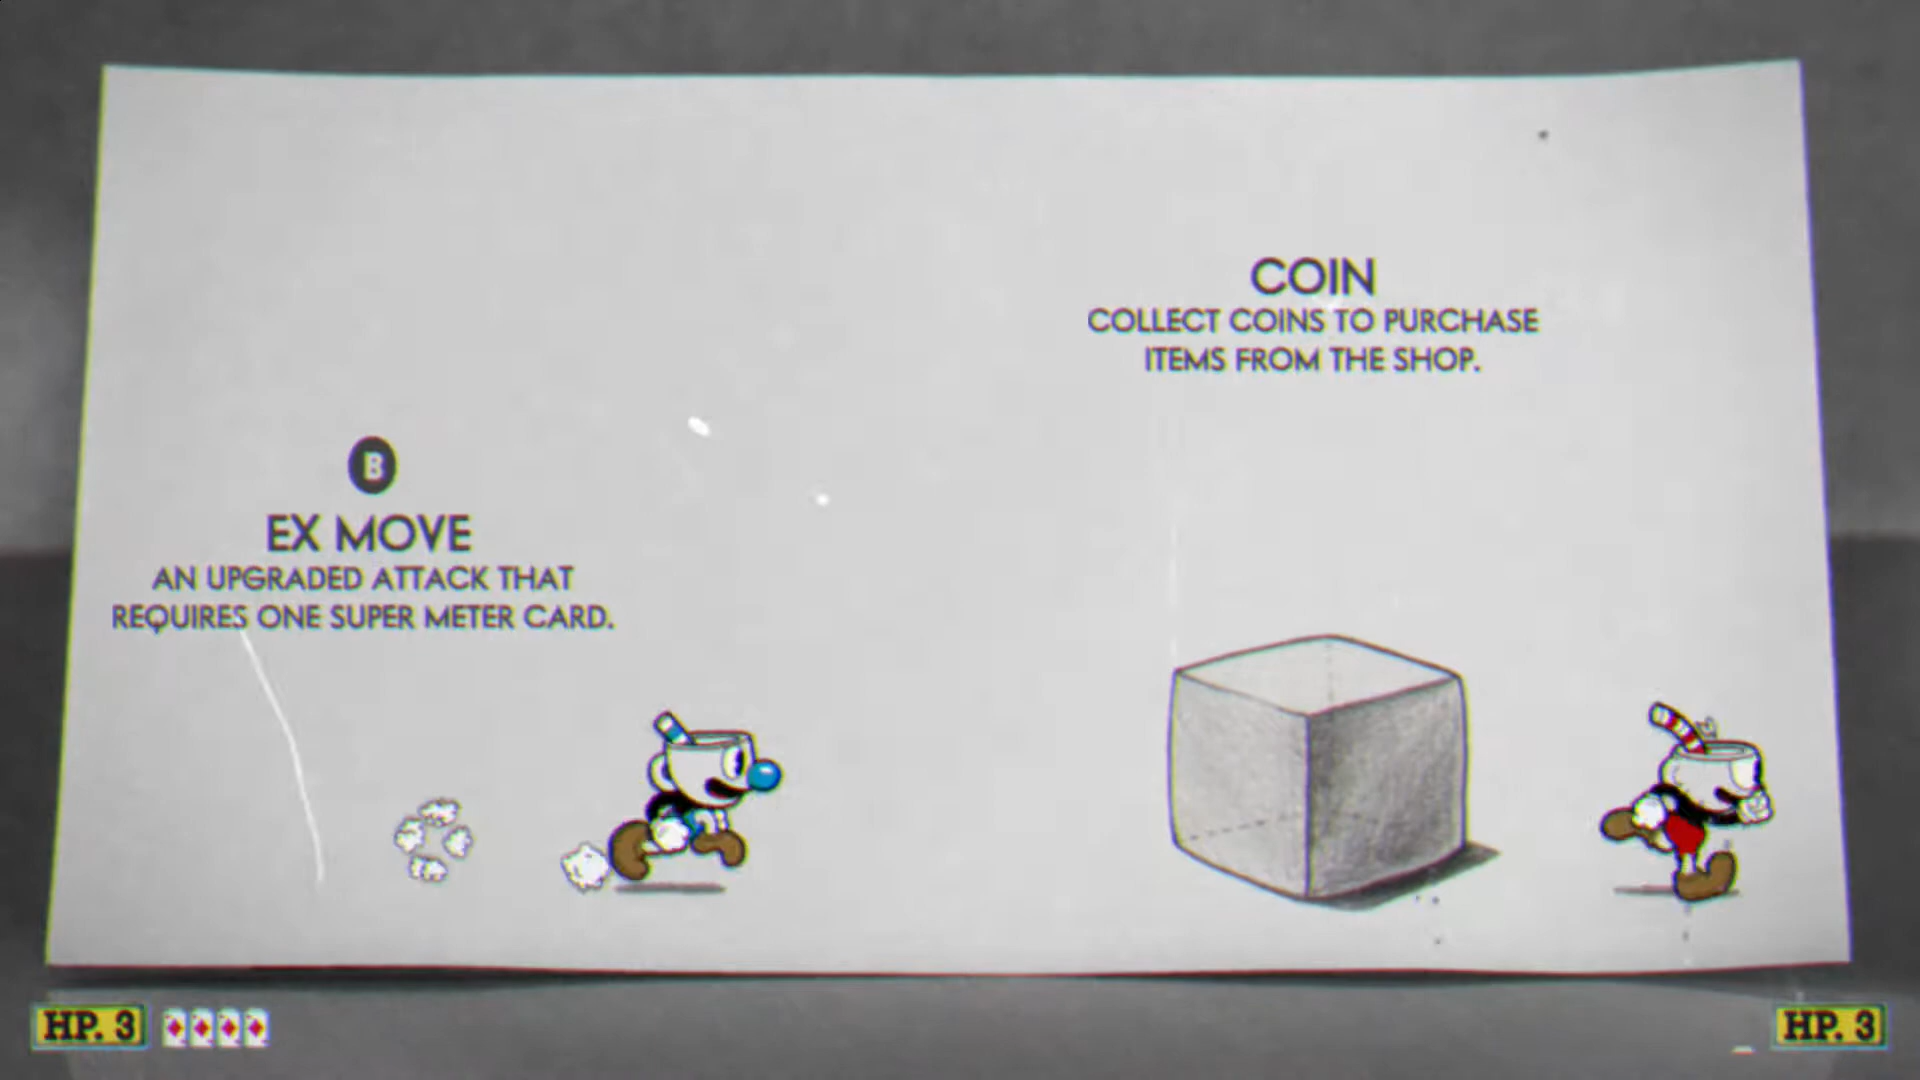 COIN
COLLECT COINS TO PURCHASE
ITEMS FROM THE SHOP.
B
EX MOVE
AN UPGRADED ATTACK THAT
REQUIRES ONE SUPER METER CARD.
HP. 3
HP. 3